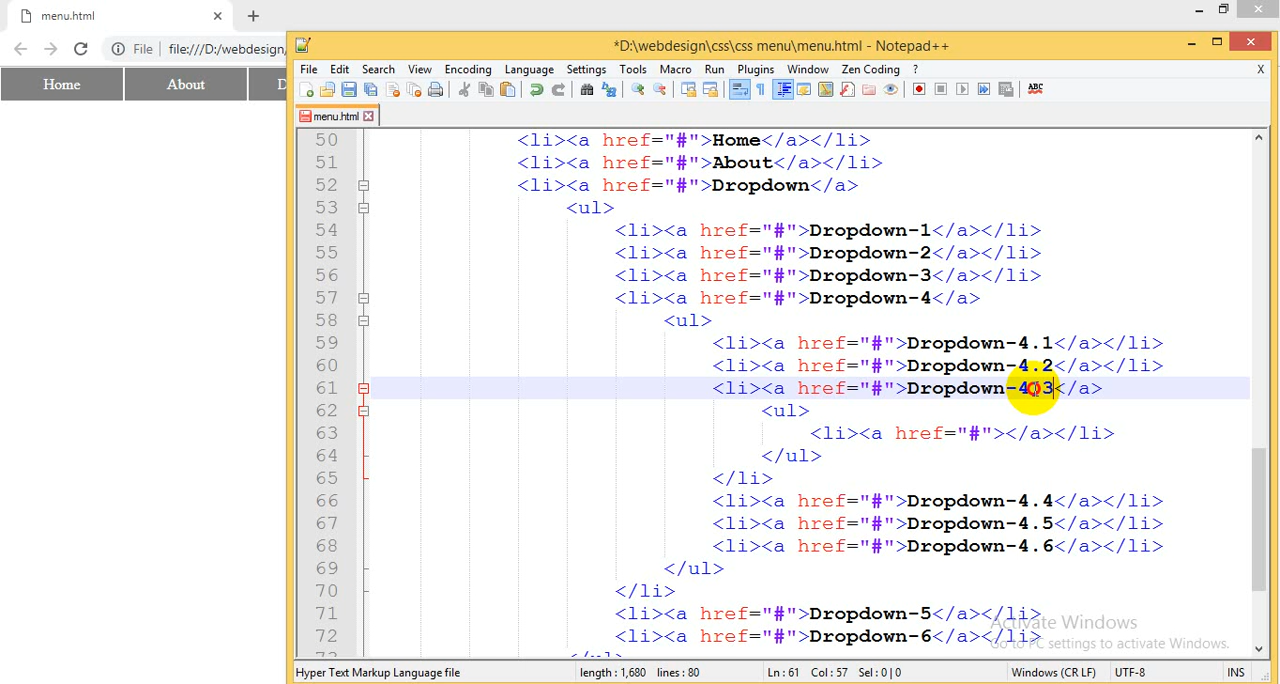 menu.html
File file:///D:/webdesign/
Home About D
*D:\webdesign\css\css menu\menu.html - Notepad++
File Edit Search View Encoding Language Settings Tools Macro Run Plugins Window Zen Coding ? X
ABC
menu.html
50 <li><a href="#">Home</a></li>
51 <li><a href="#">About</a></li>
52 <li><a href="#">Dropdown</a>
53 <ul>
54 <li><a href="#">Dropdown-1</a></li>
55 <li><a href="#">Dropdown-2</a></li>
56 <li><a href="#">Dropdown-3</a></li>
57 <li><a href="#">Dropdown-4</a>
58 <ul>
59 <li><a href="#">Dropdown-4.1</a></li>
60 <li><a href="#">Dropdown-4.2</a></li>
61 <li><a href="#">Dropdown-4.3</a>
62 <ul>
63 <li><a href="#"></a></li>
64 </ul>
65 </li>
66 <li><a href="#">Dropdown-4.4</a></li>
67 <li><a href="#">Dropdown-4.5</a></li>
68 <li><a href="#">Dropdown-4.6</a></li>
69 </ul>
70 </li>
71 <li><a href="#">Dropdown-5</a></li>
72 <li><a href="#">Dropdown-6</a></li>
Activate Windows
Go to PC settings to activate Windows.
Hyper Text Markup Language file length : 1,680 lines : 80 Ln : 61 Col : 57 Sel : 0 | 0 Windows (CR LF) UTF-8 INS